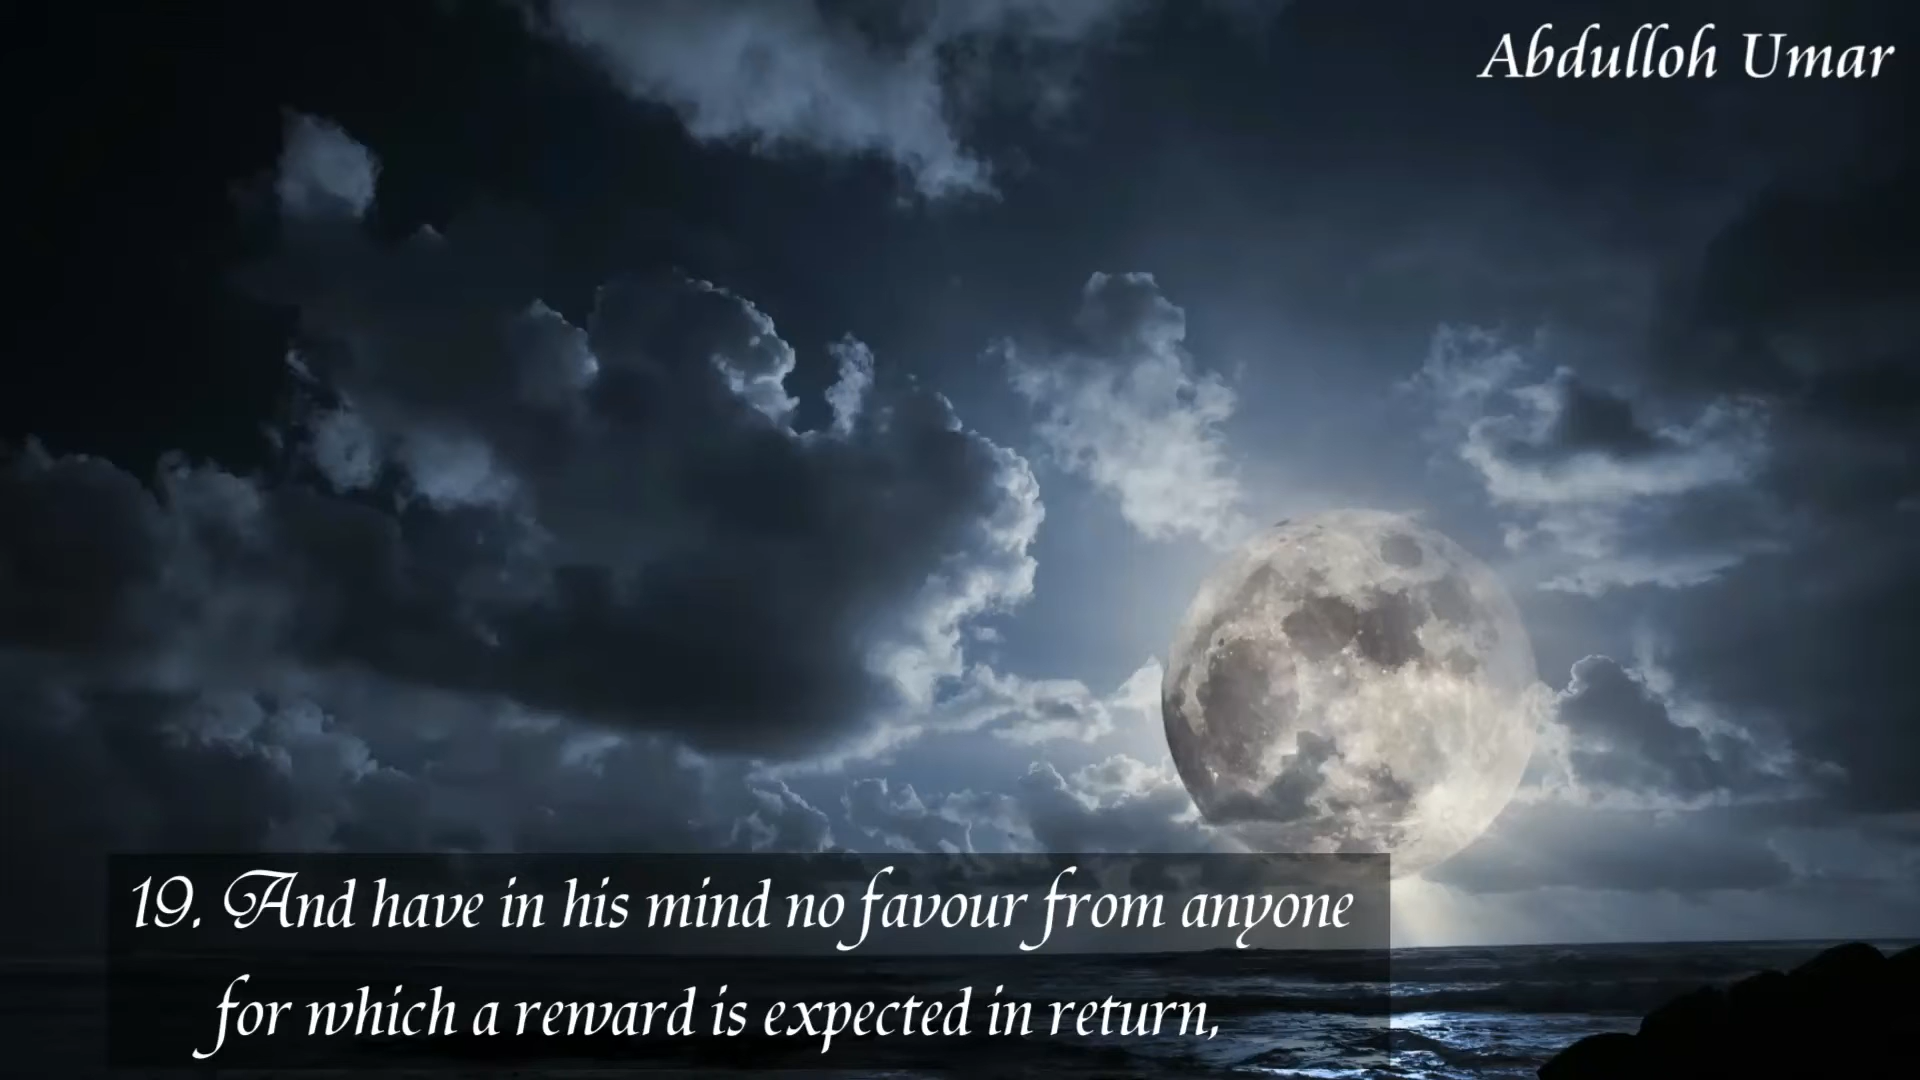 Abdulloh Umar
19. And have in his mind no favour from anyone
for which a reward is expected in return,